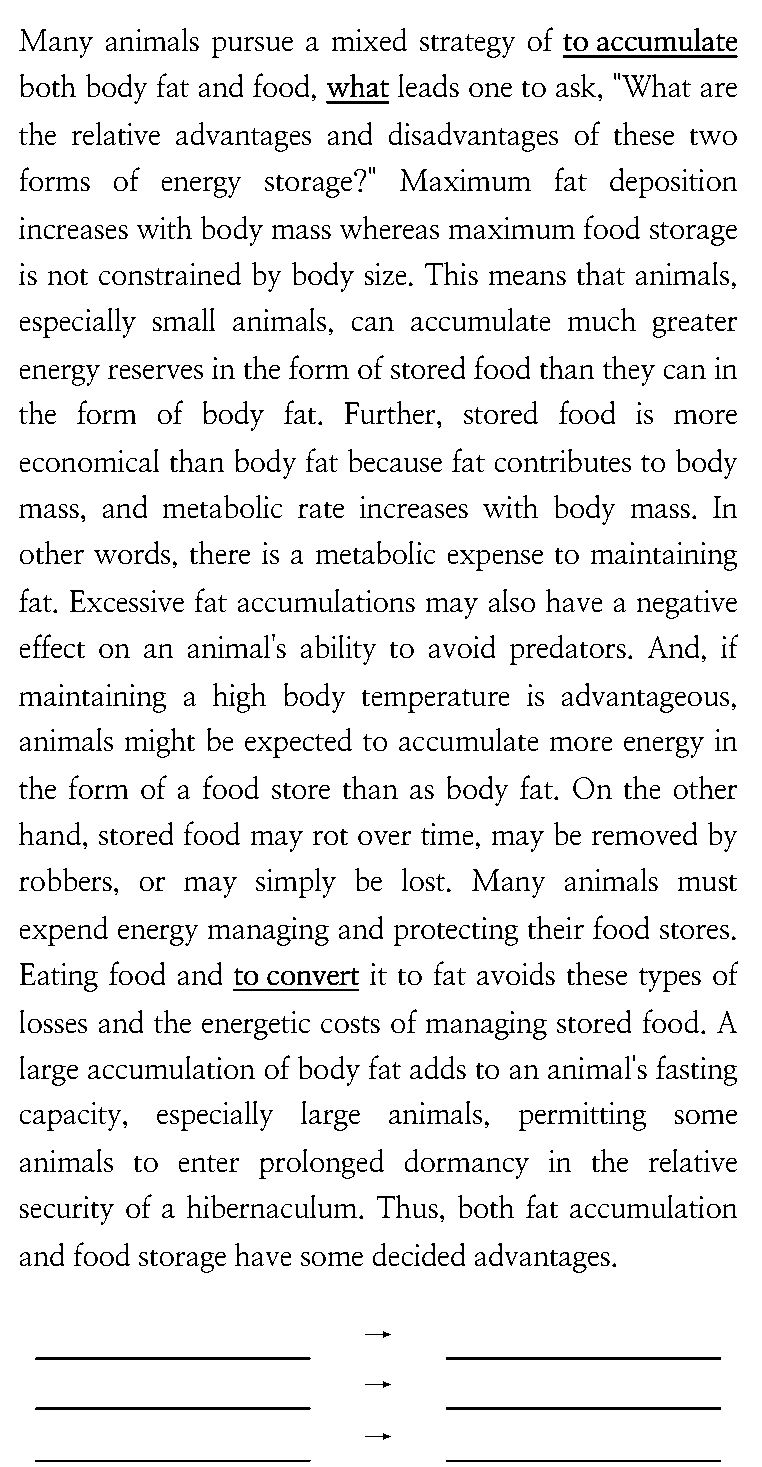 Many animals pursue a mixed strategy of to accumulate
both body fat and food, what leads one to ask, "What are
the relative advantages and disadvantages of these two
forms of energy storage?" Maximum fat deposition
increases with body mass whereas maximum food storage
is not constrained by body size. This means that animals,
especially small animals, can accumulate much greater
energy reserves in the form of stored food than they can in
the form of body fat. Further, stored food is more
economical than body fat because fat contributes to body
mass, and metabolic rate increases with body mass. In
other words, there is a metabolic expense to maintaining
fat. Excessive fat accumulations may also have a negative
effect on an animal's ability to avoid predators. And, if
maintaining a high body temperature is advantageous,
animals might be expected to accumulate more energy in
the form of a food store than as body fat. On the other
hand, stored food may rot over time, may be removed by
robbers, or may simply be lost. Many animals must
expend energy managing and protecting their food stores.
Eating food and to convert it to fat avoids these types of
losses and the energetic costs of managing stored food. A
large accumulation of body fat adds to an animal's fasting
capacity, especially large animals, permitting some
animals to enter prolonged dormancy in the relative
security of a hibernaculum. Thus, both fat accumulation
and food storage have some decided advantages.
→
→
→